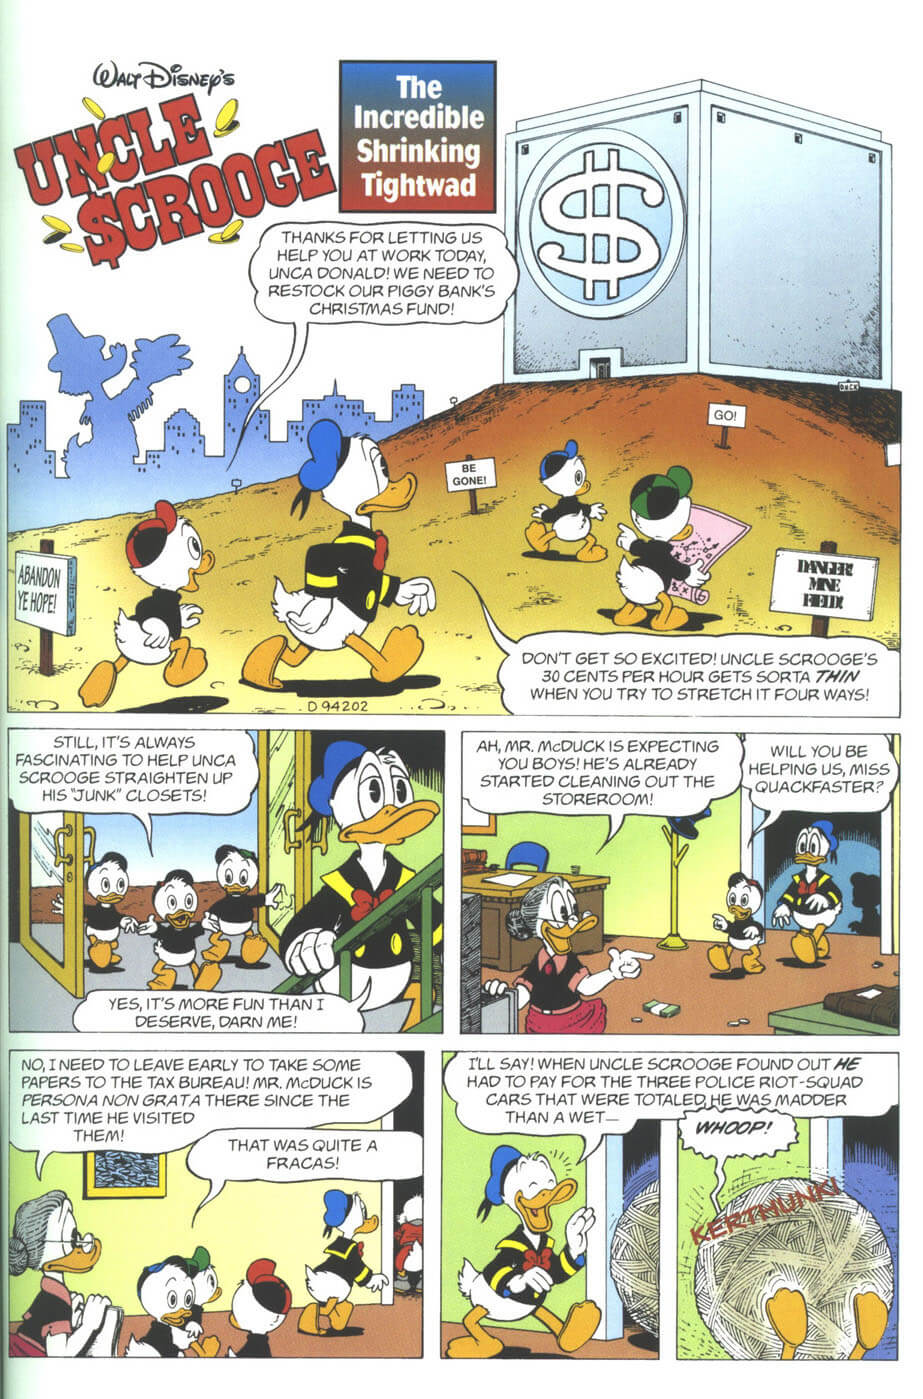 WALT DISNEY'S
UNCLE
$CROOGE
The
Incredible
Shrinking
Tightwad
THANKS FOR LETTING US
HELP YOU AT WORK TODAY,
UNCA DONALD! WE NEED TO
RESTOCK OUR PIGGY BANK'S
CHRISTMAS FUND!
$
DUCK
GO!
BE
GONE!
ABANDON
YE HOPE!
DANGER!
MINE
FIELD!
DON'T GET SO EXCITED! UNCLE SCROOGE'S
30 CENTS PER HOUR GETS SORTA THIN
WHEN YOU TRY TO STRETCH IT FOUR WAYS!
D 94202
STILL, IT'S ALWAYS
FASCINATING TO HELP UNCA
SCROOGE STRAIGHTEN UP
HIS "JUNK" CLOSETS!
YES, IT'S MORE FUN THAN I
DESERVE, DARN ME!
AH, MR. McDUCK IS EXPECTING
YOU BOYS! HE'S ALREADY
STARTED CLEANING OUT THE
STOREROOM!
WILL YOU BE
HELPING US, MISS
QUACKFASTER?
NO, I NEED TO LEAVE EARLY TO TAKE SOME
PAPERS TO THE TAX BUREAU! MR. McDUCK IS
PERSONA NON GRATA THERE SINCE THE
LAST TIME HE VISITED
THEM!
THAT WAS QUITE A
FRACAS!
I'LL SAY! WHEN UNCLE SCROOGE FOUND OUT HE
HAD TO PAY FOR THE THREE POLICE RIOT-SQUAD
CARS THAT WERE TOTALED, HE WAS MADDER
THAN A WET—
WHOOP!
KERTHUNK!